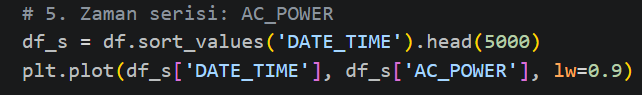 # 5. Zaman serisi: AC_POWER
df_s = df.sort_values('DATE_TIME').head(5000)
plt.plot(df_s['DATE_TIME'], df_s['AC_POWER'], lw=0.9)